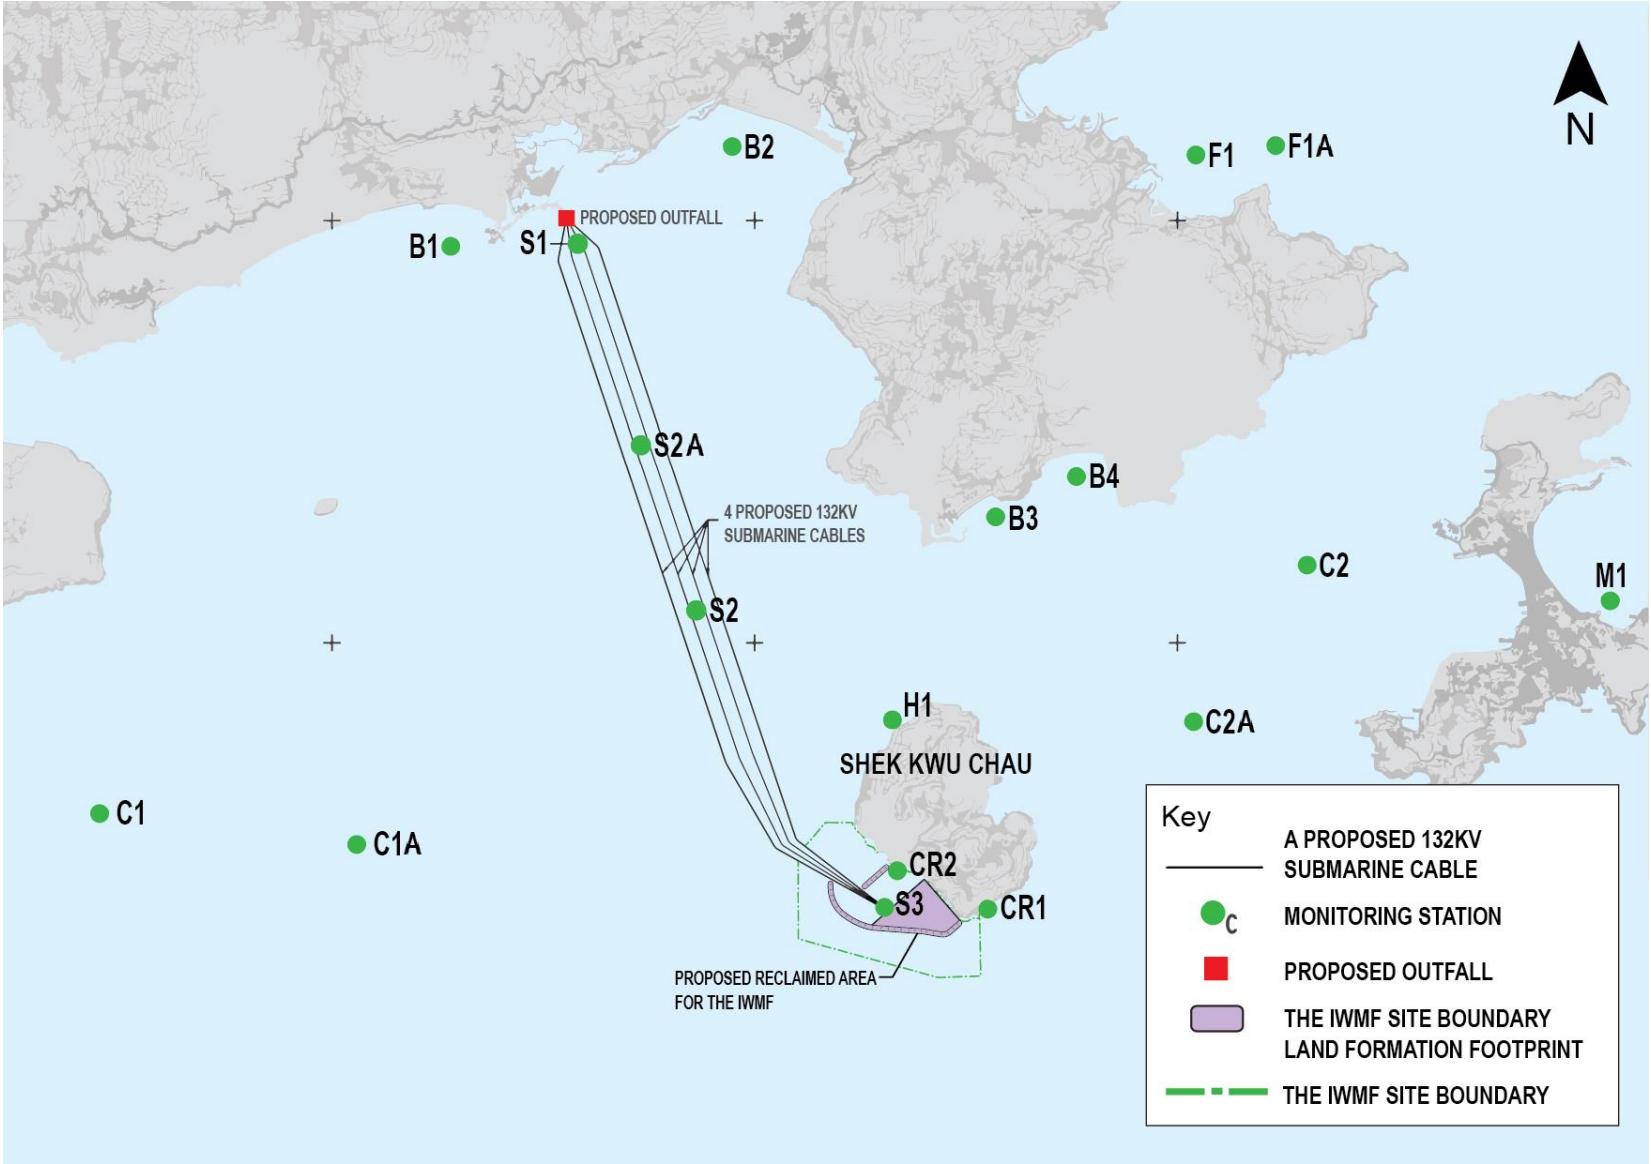 N
B2
F1
F1A
PROPOSED OUTFALL
B1
S1
S2A
B4
4 PROPOSED 132KV
SUBMARINE CABLES
B3
C2
M1
S2
H1
C2A
SHEK KWU CHAU
C1
C1A
CR2
S3
CR1
PROPOSED RECLAIMED AREA
FOR THE IWMF
Key
A PROPOSED 132KV
SUBMARINE CABLE
C
MONITORING STATION
PROPOSED OUTFALL
THE IWMF SITE BOUNDARY
LAND FORMATION FOOTPRINT
THE IWMF SITE BOUNDARY